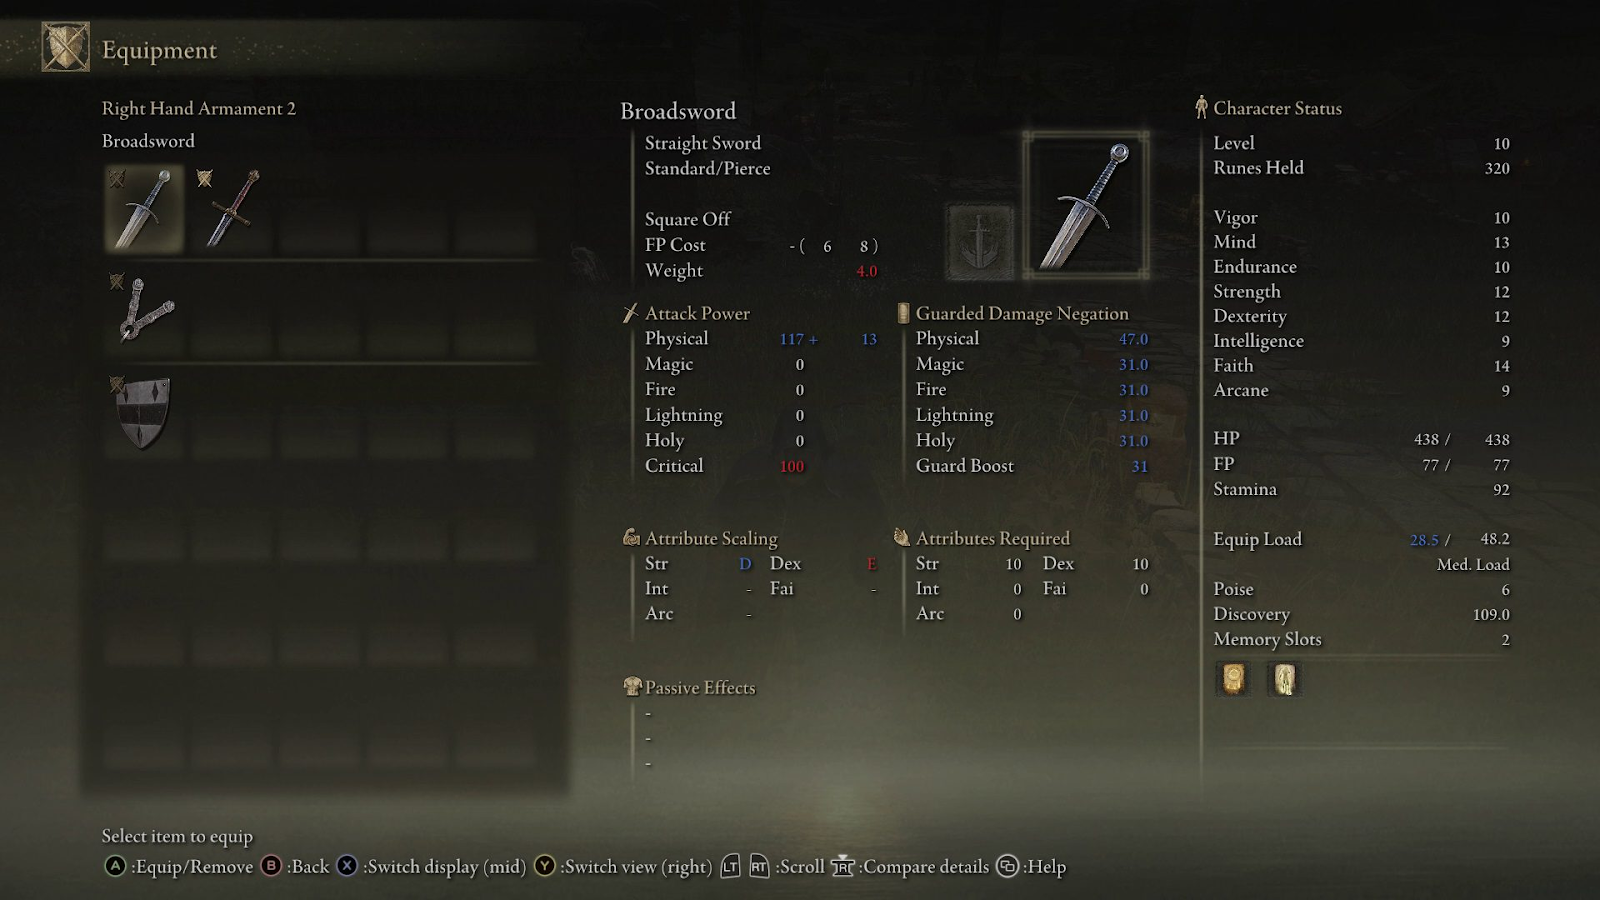 Equipment
Right Hand Armament 2
Broadsword
Broadsword
Straight Sword
Standard/Pierce
Square Off
FP Cost - ( 6 8 )
Weight 4.0
Attack Power
Physical 117 + 13
Magic 0
Fire 0
Lightning 0
Holy 0
Critical 100
Guarded Damage Negation
Physical 47.0
Magic 31.0
Fire 31.0
Lightning 31.0
Holy 31.0
Guard Boost 31
Attribute Scaling
Str D Dex E
Int - Fai -
Arc -
Attributes Required
Str 10 Dex 10
Int 0 Fai 0
Arc 0
Passive Effects
-
-
-
Character Status
Level 10
Runes Held 320
Vigor 10
Mind 13
Endurance 10
Strength 12
Dexterity 12
Intelligence 9
Faith 14
Arcane 9
HP 438 / 438
FP 77 / 77
Stamina 92
Equip Load 28.5 / 48.2
Med. Load
Poise 6
Discovery 109.0
Memory Slots 2
Select item to equip
A :Equip/Remove B :Back X :Switch display (mid) Y :Switch view (right) LT RT :Scroll R :Compare details :Help